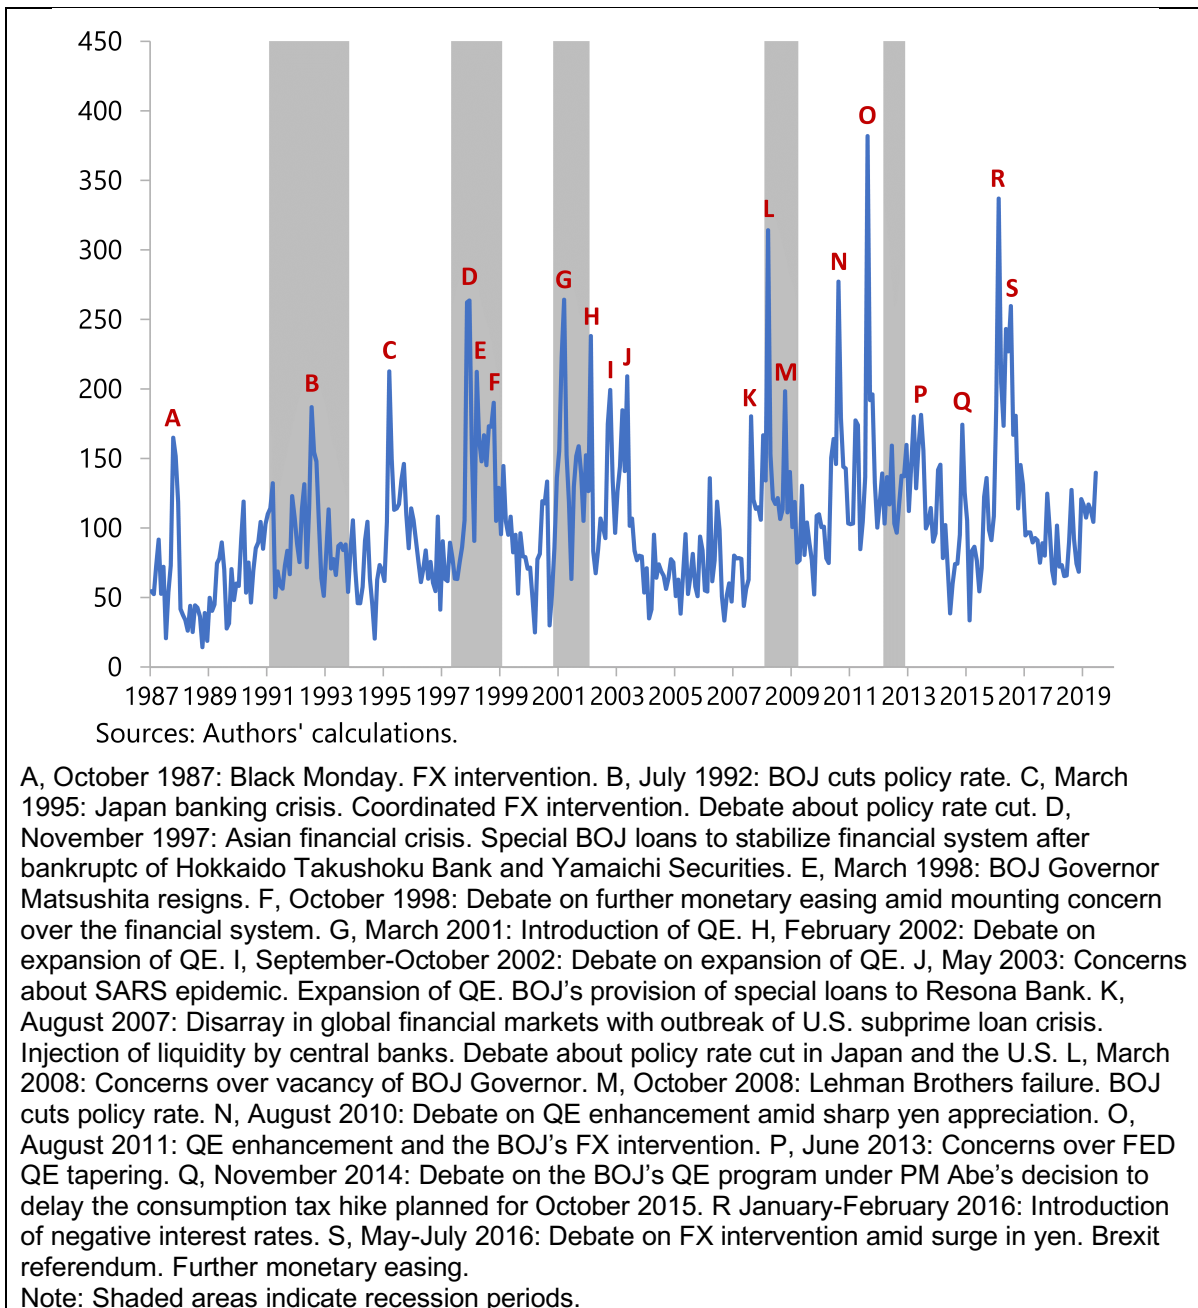 450
400
350
300
250
200
150
100
50
0
A
B
C
D
E
F
G
H
I
J
K
L
M
N
O
P
Q
R
S
1987 1989 1991 1993 1995 1997 1999 2001 2003 2005 2007 2009 2011 2013 2015 2017 2019
Sources: Authors' calculations.
A, October 1987: Black Monday. FX intervention. B, July 1992: BOJ cuts policy rate. C, March
1995: Japan banking crisis. Coordinated FX intervention. Debate about policy rate cut. D,
November 1997: Asian financial crisis. Special BOJ loans to stabilize financial system after
bankruptc of Hokkaido Takushoku Bank and Yamaichi Securities. E, March 1998: BOJ Governor
Matsushita resigns. F, October 1998: Debate on further monetary easing amid mounting concern
over the financial system. G, March 2001: Introduction of QE. H, February 2002: Debate on
expansion of QE. I, September-October 2002: Debate on expansion of QE. J, May 2003: Concerns
about SARS epidemic. Expansion of QE. BOJ’s provision of special loans to Resona Bank. K,
August 2007: Disarray in global financial markets with outbreak of U.S. subprime loan crisis.
Injection of liquidity by central banks. Debate about policy rate cut in Japan and the U.S. L, March
2008: Concerns over vacancy of BOJ Governor. M, October 2008: Lehman Brothers failure. BOJ
cuts policy rate. N, August 2010: Debate on QE enhancement amid sharp yen appreciation. O,
August 2011: QE enhancement and the BOJ’s FX intervention. P, June 2013: Concerns over FED
QE tapering. Q, November 2014: Debate on the BOJ’s QE program under PM Abe’s decision to
delay the consumption tax hike planned for October 2015. R January-February 2016: Introduction
of negative interest rates. S, May-July 2016: Debate on FX intervention amid surge in yen. Brexit
referendum. Further monetary easing.
Note: Shaded areas indicate recession periods.